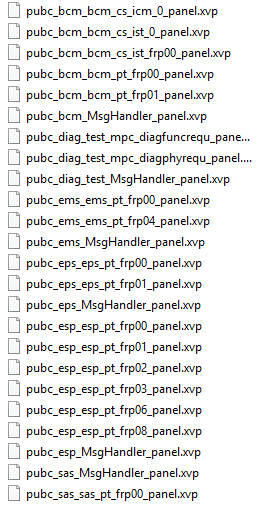 pubc_bcm_bcm_cs_icm_0_panel.xvp
pubc_bcm_bcm_cs_ist_0_panel.xvp
pubc_bcm_bcm_cs_ist_frp00_panel.xvp
pubc_bcm_bcm_pt_frp00_panel.xvp
pubc_bcm_bcm_pt_frp01_panel.xvp
pubc_bcm_MsgHandler_panel.xvp
pubc_diag_test_mpc_diagfuncrequ_pane...
pubc_diag_test_mpc_diagphyrequ_panel....
pubc_diag_test_MsgHandler_panel.xvp
pubc_ems_ems_pt_frp00_panel.xvp
pubc_ems_ems_pt_frp04_panel.xvp
pubc_ems_MsgHandler_panel.xvp
pubc_eps_eps_pt_frp00_panel.xvp
pubc_eps_eps_pt_frp01_panel.xvp
pubc_eps_MsgHandler_panel.xvp
pubc_esp_esp_pt_frp00_panel.xvp
pubc_esp_esp_pt_frp01_panel.xvp
pubc_esp_esp_pt_frp02_panel.xvp
pubc_esp_esp_pt_frp03_panel.xvp
pubc_esp_esp_pt_frp06_panel.xvp
pubc_esp_esp_pt_frp08_panel.xvp
pubc_esp_MsgHandler_panel.xvp
pubc_sas_MsgHandler_panel.xvp
pubc_sas_sas_pt_frp00_panel.xvp